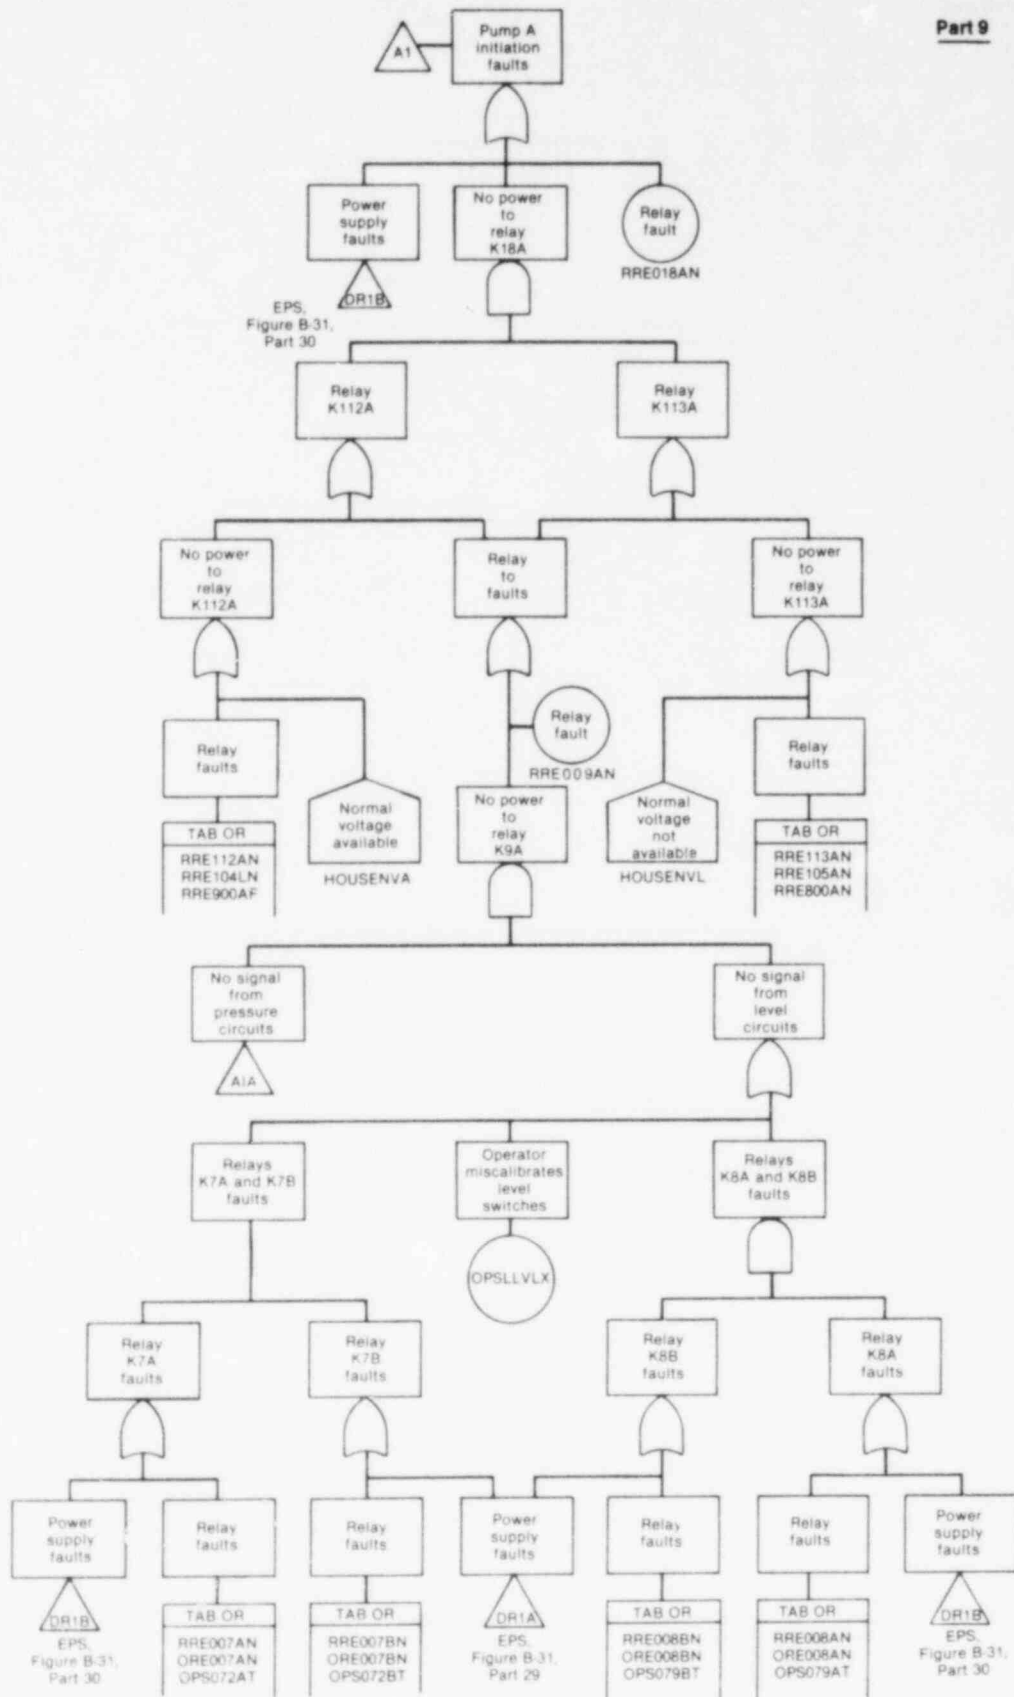 Part 9
A1
Pump A
initiation
faults
Power
supply
faults
No power
to
relay
K18A
Relay
fault
RRE018AN
DR1B
EPS,
Figure B-31,
Part 30
Relay
K112A
Relay
K113A
No power
to
relay
K112A
Relay
to
faults
No power
to
relay
K113A
Relay
faults
Normal
voltage
available
HOUSENVA
Relay
fault
RRE009AN
No power
to
relay
K9A
Normal
voltage
not
available
HOUSENVL
Relay
faults
TAB OR
RRE112AN
RRE104LN
RRE900AF
TAB OR
RRE113AN
RRE105AN
RRE800AN
No signal
from
pressure
circuits
A1A
No signal
from
level
circuits
Relays
K7A and K7B
faults
Operator
miscalibrates
level
switches
OPSLLVLX
Relays
K8A and K8B
faults
Relay
K7A
faults
Relay
K7B
faults
Relay
K8B
faults
Relay
K8A
faults
Power
supply
faults
Relay
faults
Relay
faults
Power
supply
faults
Relay
faults
Relay
faults
Power
supply
faults
DR1B
EPS,
Figure B-31,
Part 30
TAB OR
RRE007AN
ORE007AN
OPS072AT
TAB OR
RRE007BN
ORE007BN
OPS072BT
DR1A
EPS,
Figure B-31,
Part 29
TAB OR
RRE008BN
ORE008BN
OPS079BT
TAB OR
RRE008AN
ORE008AN
OPS079AT
DR1B
EPS,
Figure B-31,
Part 30